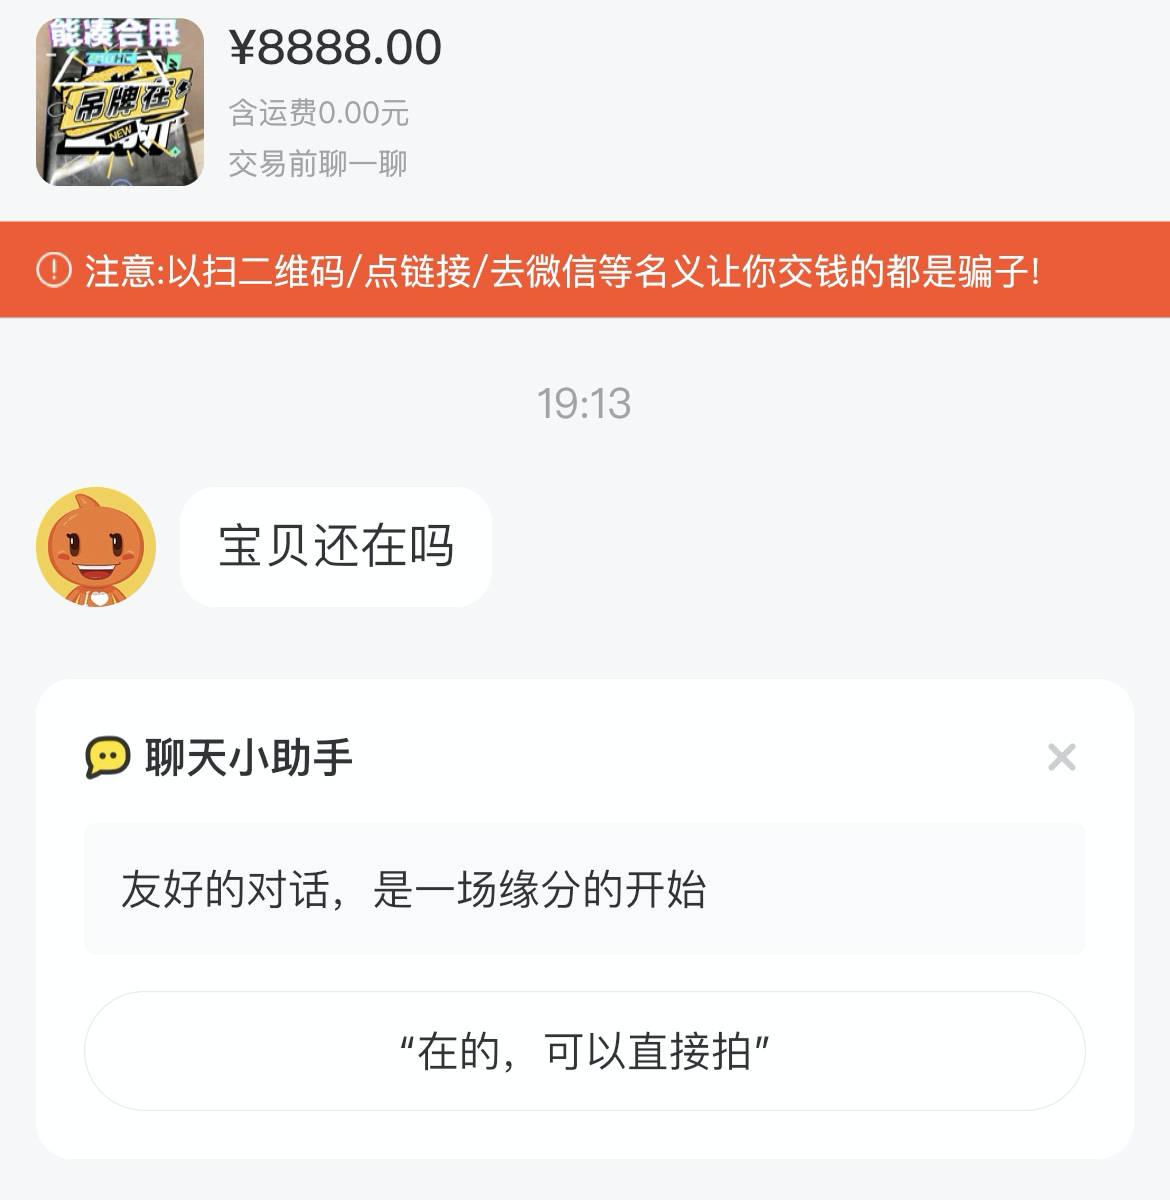 能凑合用
¥8888.00
吊牌在
NEW
含运费0.00元
交易前聊一聊
注意:以扫二维码/点链接/去微信等名义让你交钱的都是骗子!
19:13
宝贝还在吗
聊天小助手
友好的对话，是一场缘分的开始
“在的，可以直接拍”